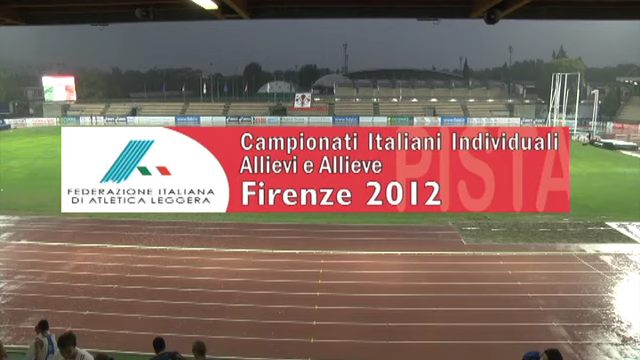 FEDERAZIONE ITALIANA
DI ATLETICA LEGGERA
Campionati Italiani Individuali
Allievi e Allieve
Firenze 2012
PISTA